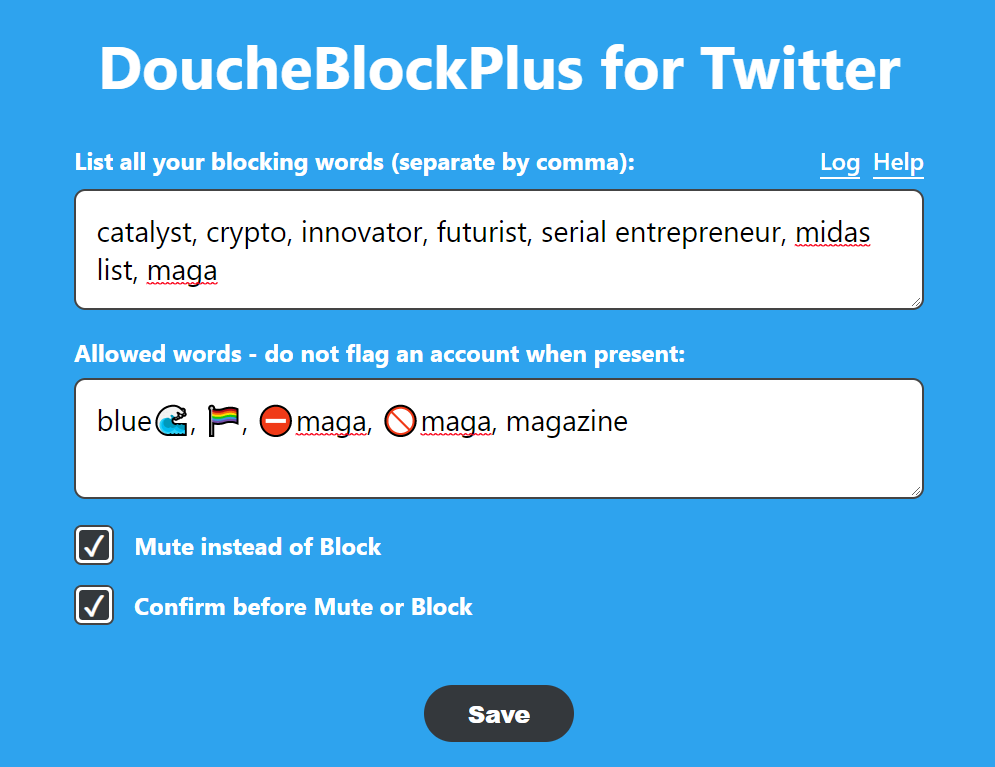 DoucheBlockPlus for Twitter
List all your blocking words (separate by comma): Log Help
catalyst, crypto, innovator, futurist, serial entrepreneur, midas
list, maga
Allowed words - do not flag an account when present:
blue🌊, 🏳️‍🌈, ⛔maga, 🚫maga, magazine
Mute instead of Block
Confirm before Mute or Block
Save